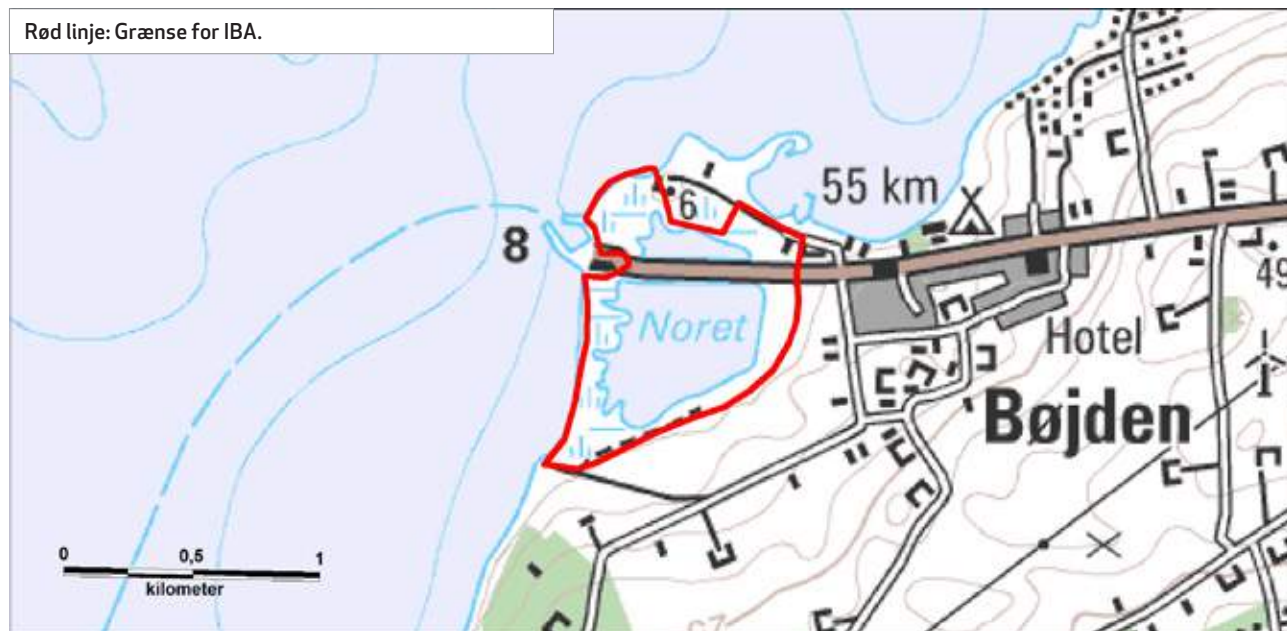 Rød linje: Grænse for IBA.
55 km
6
8
49
Noret
Hotel
Bøjden
0 0,5 1
kilometer